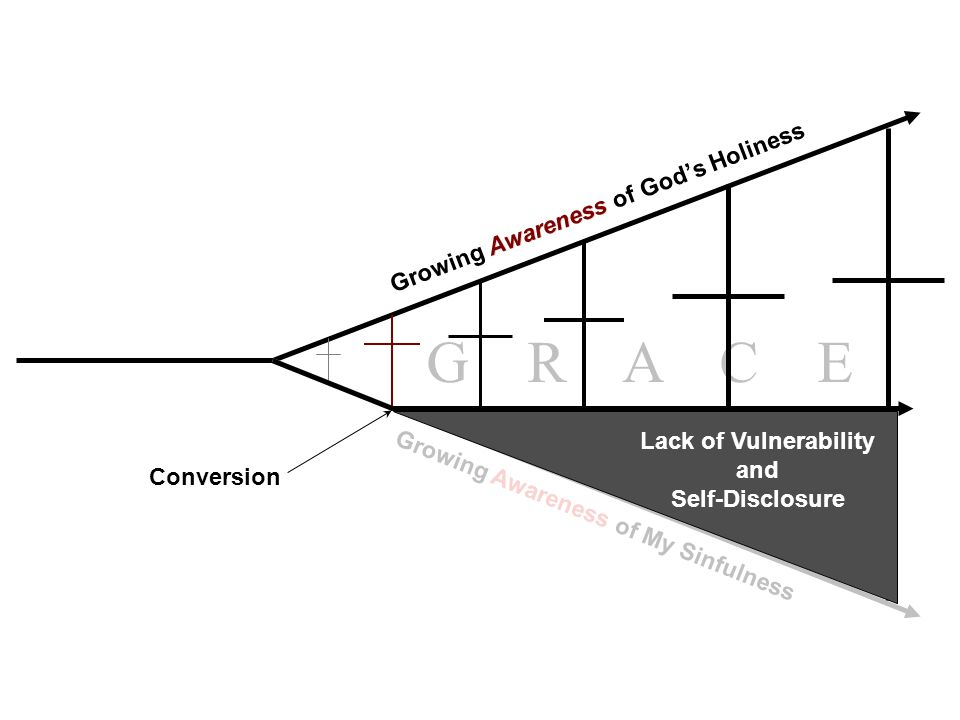 Growing Awareness of God’s Holiness
G R A C E
Lack of Vulnerability
and
Self-Disclosure
Conversion
Growing Awareness of My Sinfulness